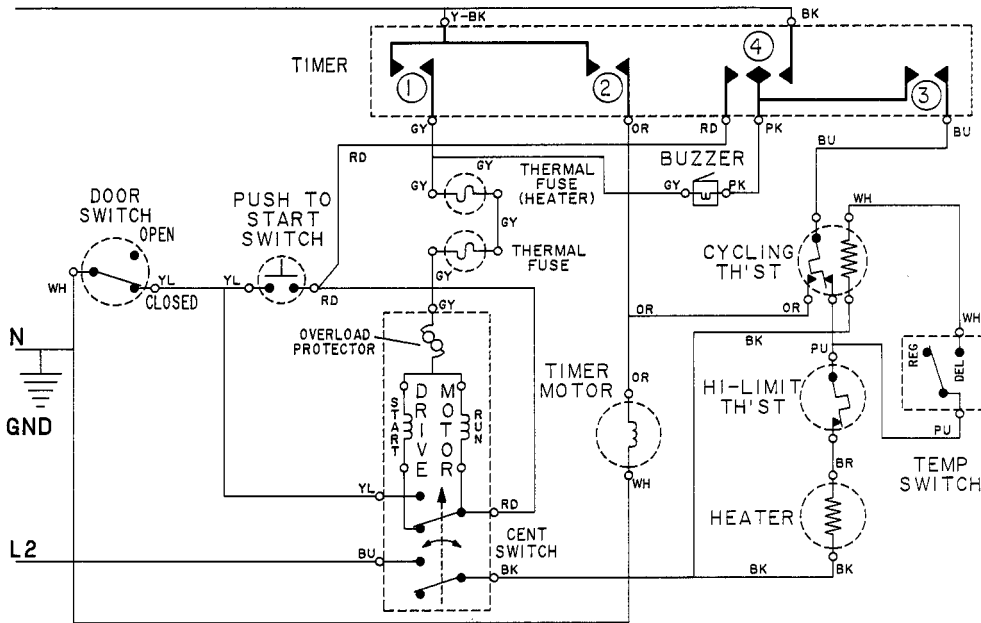 Y-BK
BK
TIMER
1
2
4
3
GY
OR
RD
PK
BU
RD
GY
BUZZER
BU
GY
THERMAL
FUSE
(HEATER)
GY
PK
WH
DOOR
SWITCH
OPEN
PUSH TO
START
SWITCH
GY
THERMAL
FUSE
CYCLING
TH'ST
WH
YL
CLOSED
YL
RD
GY
GY
OR
OR
BK
WH
N
OVERLOAD
PROTECTOR
PU
REG
DEL
TIMER
MOTOR
OR
HI-LIMIT
TH'ST
GND
START
DRIVE
MOTOR
RUN
PU
WH
BR
TEMP
SWITCH
YL
RD
HEATER
CENT
SWITCH
L2
BU
BK
BK
BK